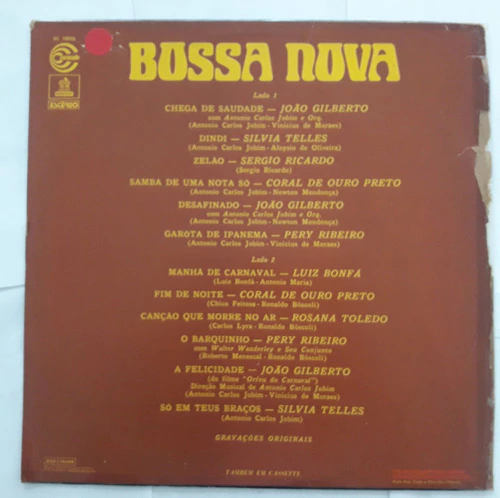 BOSSA NOVA
Lado 1
CHEGA DE SAUDADE — JOÃO GILBERTO
com Antonio Carlos Jobim e Orq.
(Antonio Carlos Jobim - Vinicius de Moraes)
DINDI — SILVIA TELLES
(Antonio Carlos Jobim - Aloysio de Oliveira)
ZELÃO — SERGIO RICARDO
(Sergio Ricardo)
SAMBA DE UMA NOTA SÓ — CORAL DE OURO PRETO
(Antonio Carlos Jobim - Newton Mendonça)
DESAFINADO — JOÃO GILBERTO
com Antonio Carlos Jobim e Orq.
(Antonio Carlos Jobim - Newton Mendonça)
GAROTA DE IPANEMA — PERY RIBEIRO
(Antonio Carlos Jobim - Vinicius de Moraes)
Lado 2
MANHÃ DE CARNAVAL — LUIZ BONFÁ
(Luiz Bonfá - Antonio Maria)
FIM DE NOITE — CORAL DE OURO PRETO
(Chico Feitosa - Ronaldo Bôscoli)
CANÇÃO QUE MORRE NO AR — ROSANA TOLEDO
(Carlos Lyra - Ronaldo Bôscoli)
O BARQUINHO — PERY RIBEIRO
com Walter Wanderley e Seu Conjunto
(Roberto Menescal - Ronaldo Bôscoli)
A FELICIDADE — JOÃO GILBERTO
(do filme "Orfeu do Carnaval")
Direção Musical de Antonio Carlos Jobim
(Antonio Carlos Jobim - Vinicius de Moraes)
SÓ EM TEUS BRAÇOS — SILVIA TELLES
(Antonio Carlos Jobim)
GRAVAÇÕES ORIGINAIS
TAMBÉM EM CASSETTE